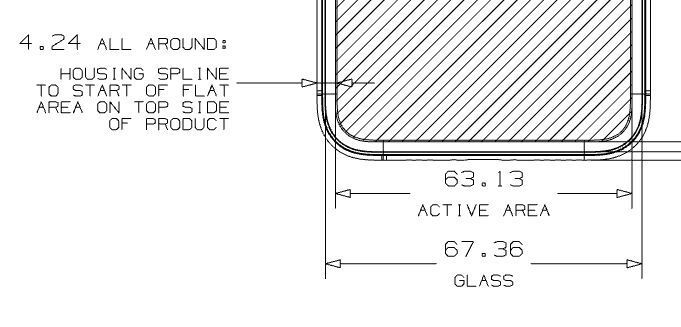 4.24 ALL AROUND:
HOUSING SPLINE
TO START OF FLAT
AREA ON TOP SIDE
OF PRODUCT
63.13
ACTIVE AREA
67.36
GLASS